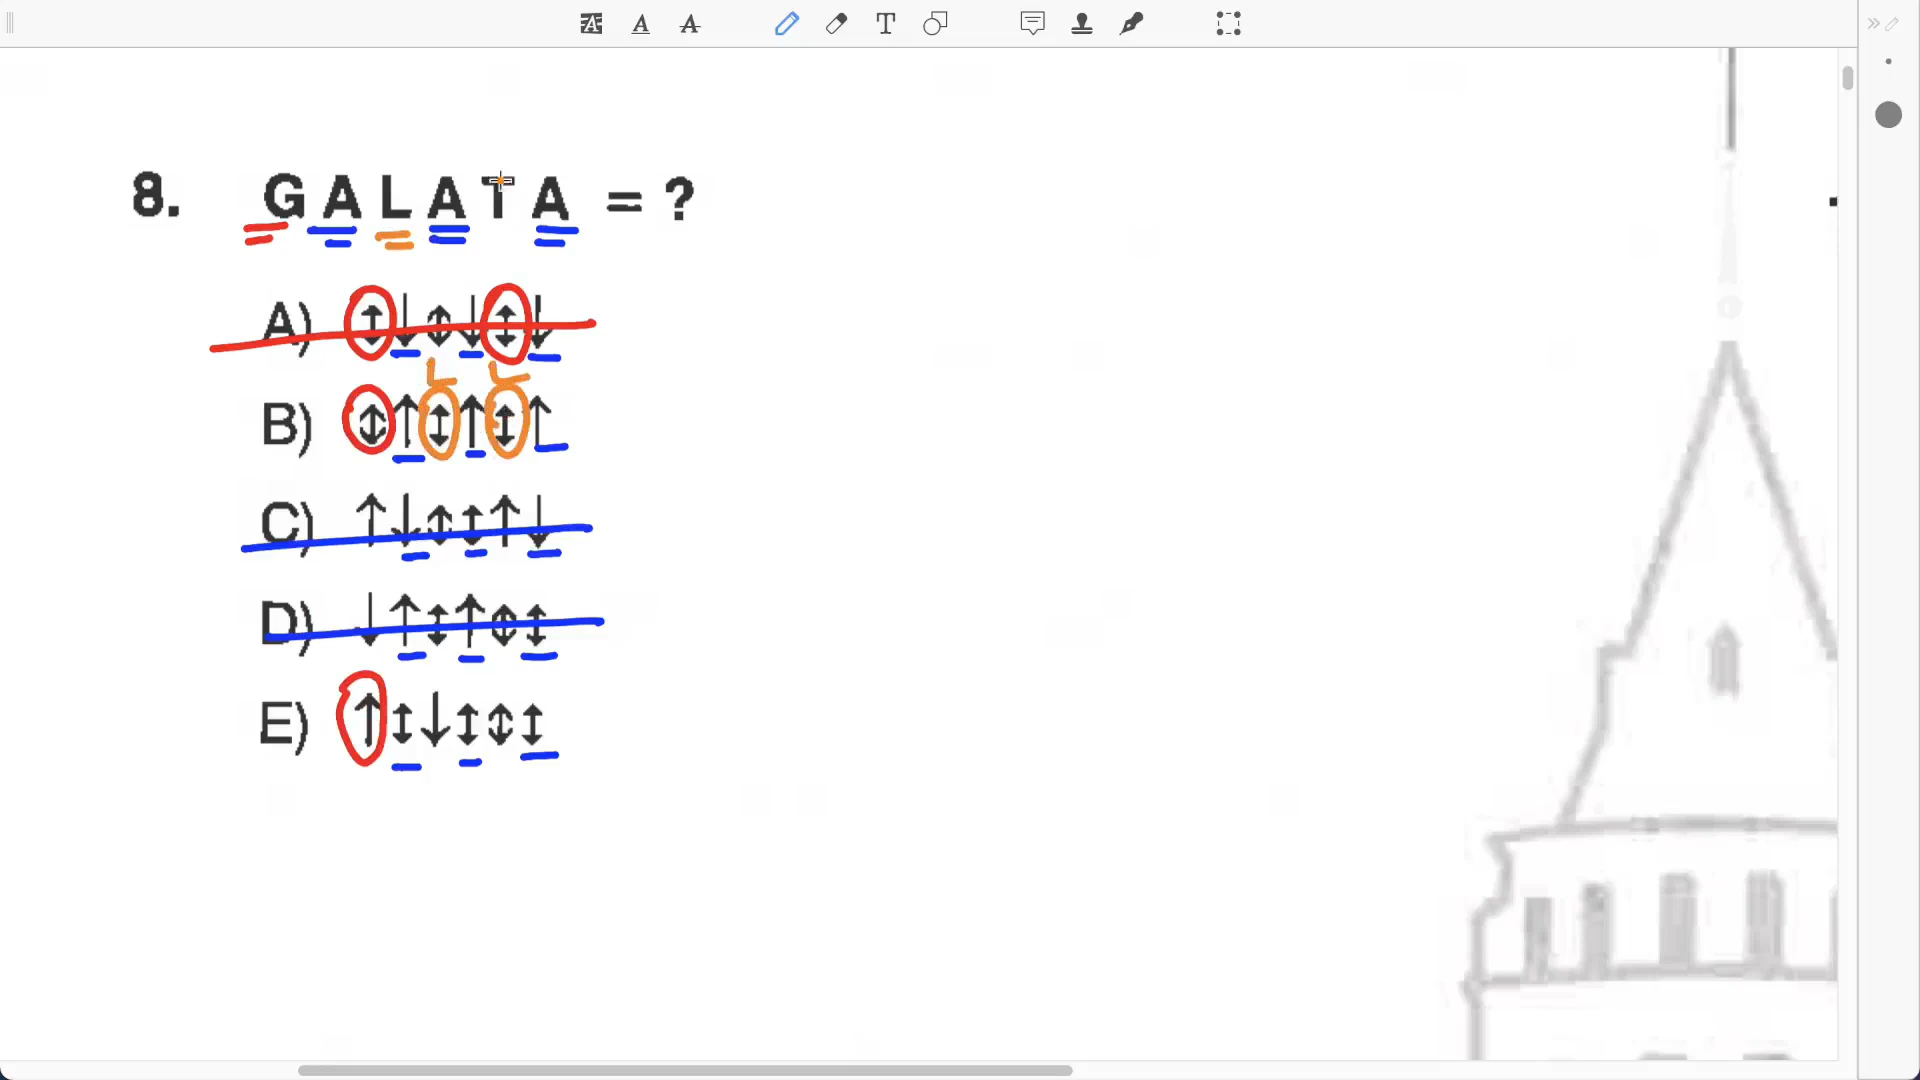 8. GALATA = ?
A) ↕↓⇳↓↕↓
L L
B) ⇳↑↕↑↕↑
C) ↑↓⇳↕↑↓
D) ↓↑↕↑⇳↕
E) ↑↕↓↕⇳↕